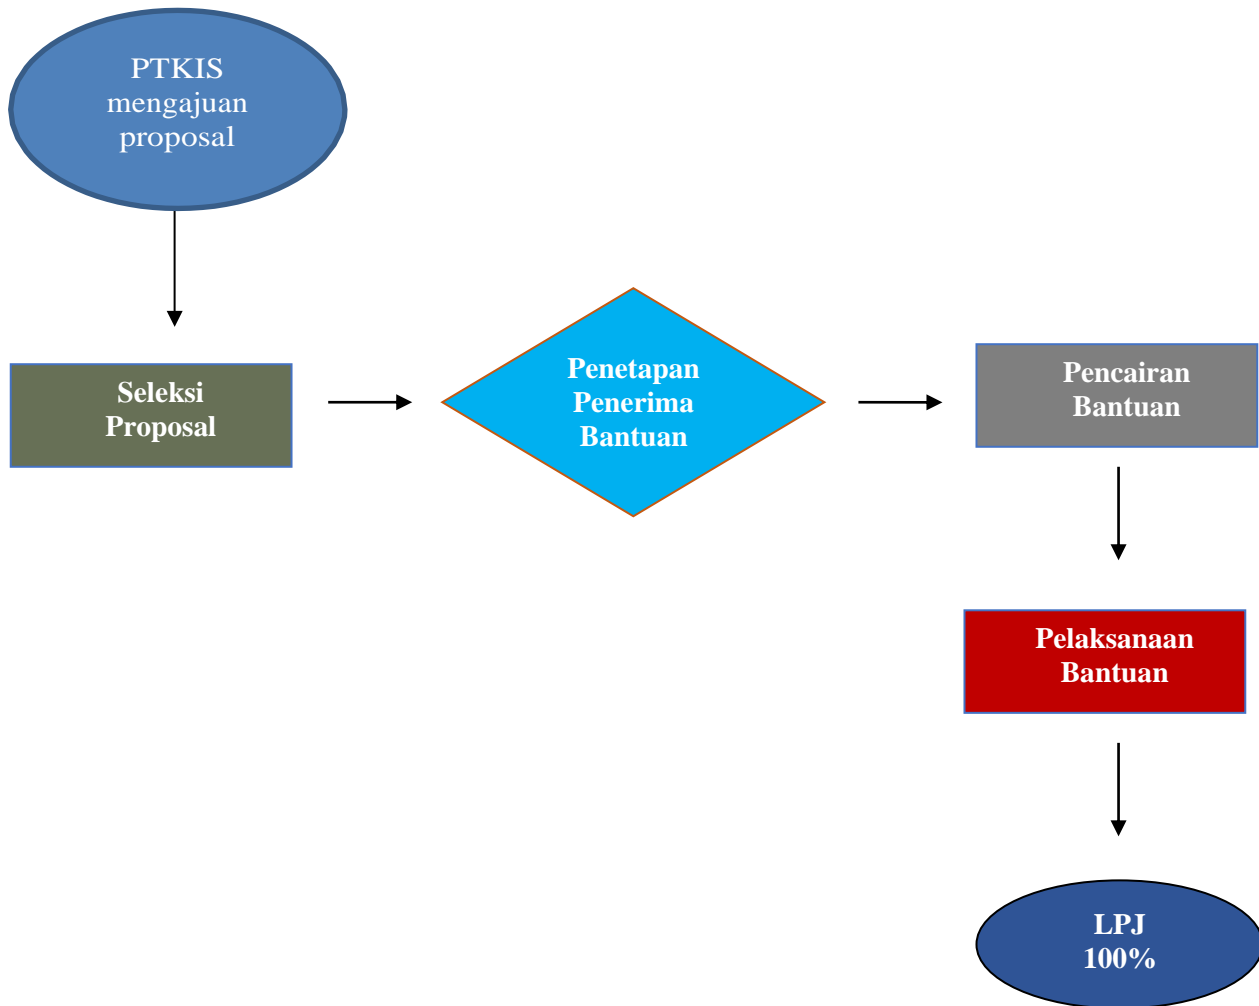 PTKIS
mengajuan
proposal
Seleksi
Proposal
Penetapan
Penerima
Bantuan
Pencairan
Bantuan
Pelaksanaan
Bantuan
LPJ
100%